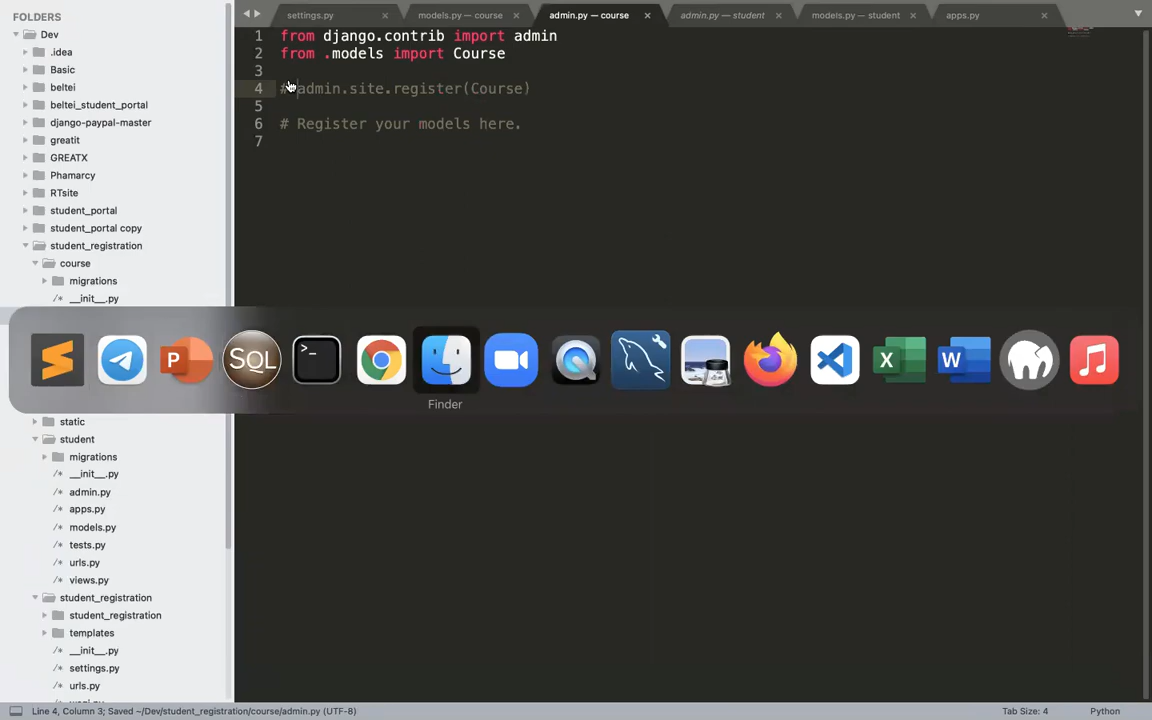 FOLDERS
Dev
.idea
Basic
beltei
beltei_student_portal
django-paypal-master
greatit
GREATX
Phamarcy
RTsite
student_portal
student_portal copy
student_registration
course
migrations
/* __init__.py
static
student
migrations
/* __init__.py
/* admin.py
/* apps.py
/* models.py
/* tests.py
/* urls.py
/* views.py
student_registration
student_registration
templates
/* __init__.py
/* settings.py
/* urls.py
settings.py
models.py — course
admin.py — course
admin.py — student
models.py — student
apps.py
1 from django.contrib import admin
2 from .models import Course
3
4 # admin.site.register(Course)
5
6 # Register your models here.
7
P
SQL
>_
X
W
Finder
Line 4, Column 3; Saved ~/Dev/student_registration/course/admin.py (UTF-8)
Tab Size: 4
Python